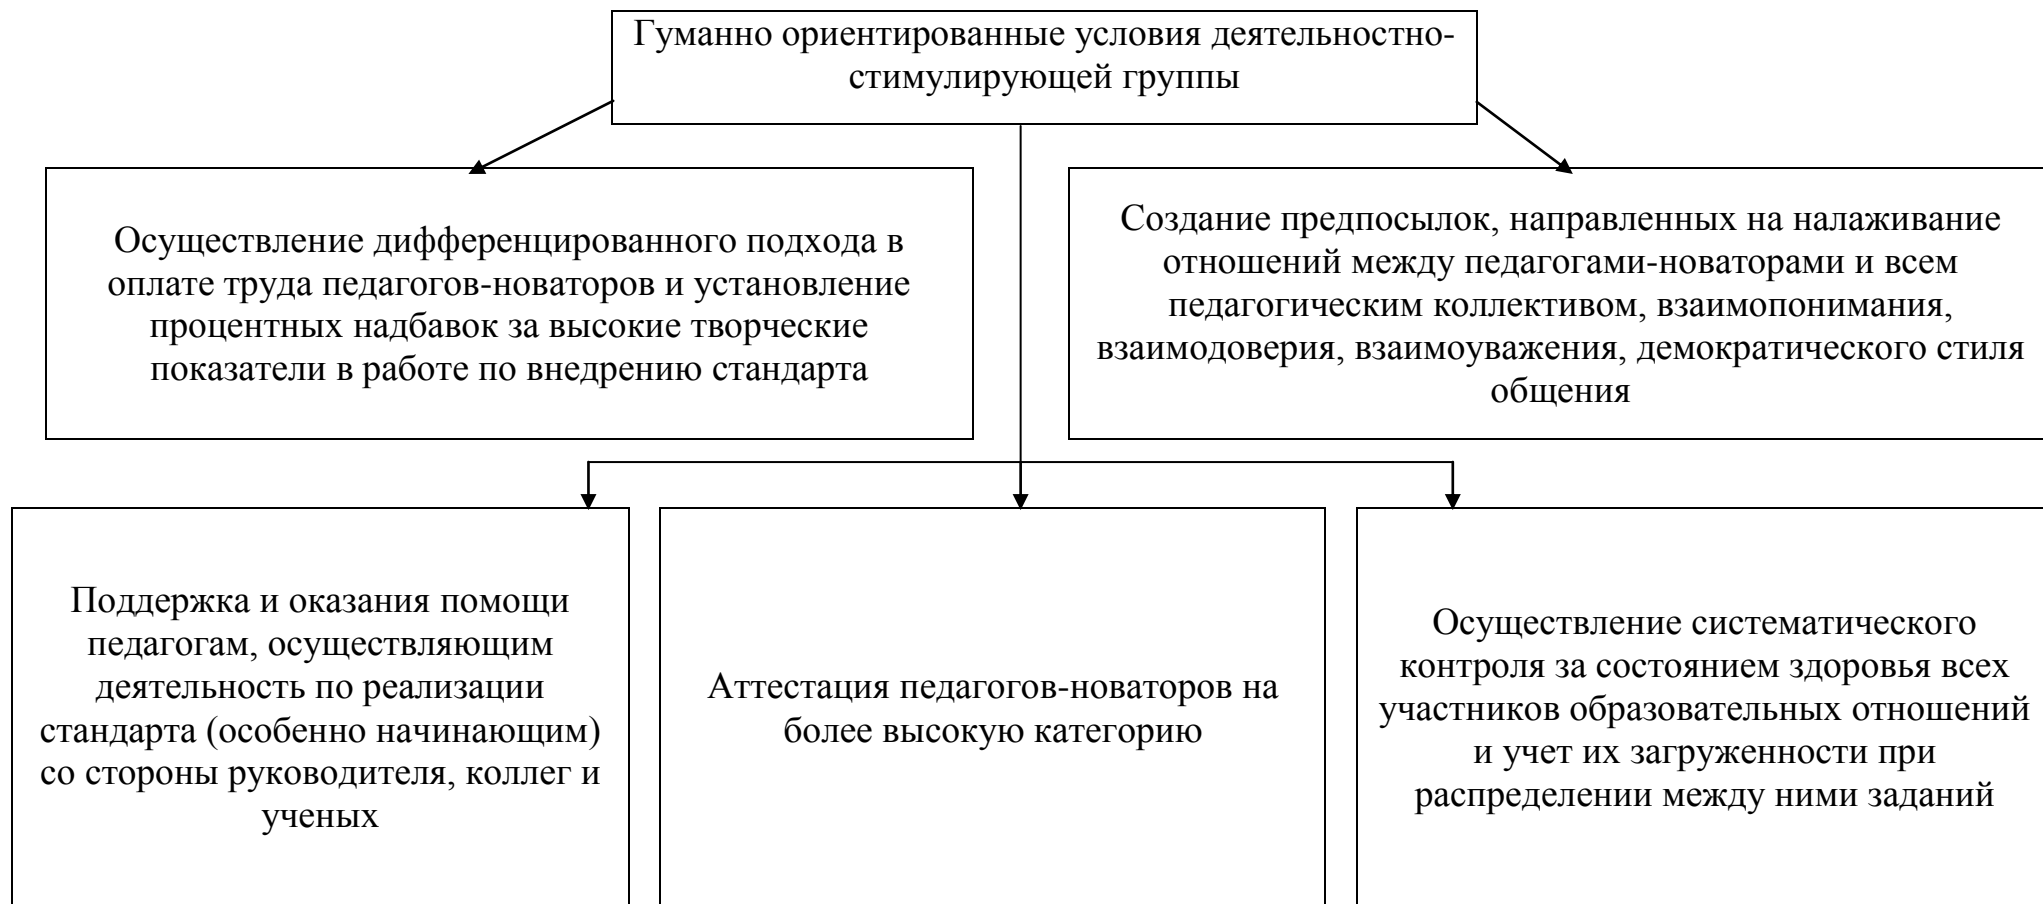 Гуманно ориентированные условия деятельностно-
стимулирующей группы
Осуществление дифференцированного подхода в
оплате труда педагогов-новаторов и установление
процентных надбавок за высокие творческие
показатели в работе по внедрению стандарта
Создание предпосылок, направленных на налаживание
отношений между педагогами-новаторами и всем
педагогическим коллективом, взаимопонимания,
взаимодоверия, взаимоуважения, демократического стиля
общения
Поддержка и оказания помощи
педагогам, осуществляющим
деятельность по реализации
стандарта (особенно начинающим)
со стороны руководителя, коллег и
ученых
Аттестация педагогов-новаторов на
более высокую категорию
Осуществление систематического
контроля за состоянием здоровья всех
участников образовательных отношений
и учет их загруженности при
распределении между ними заданий